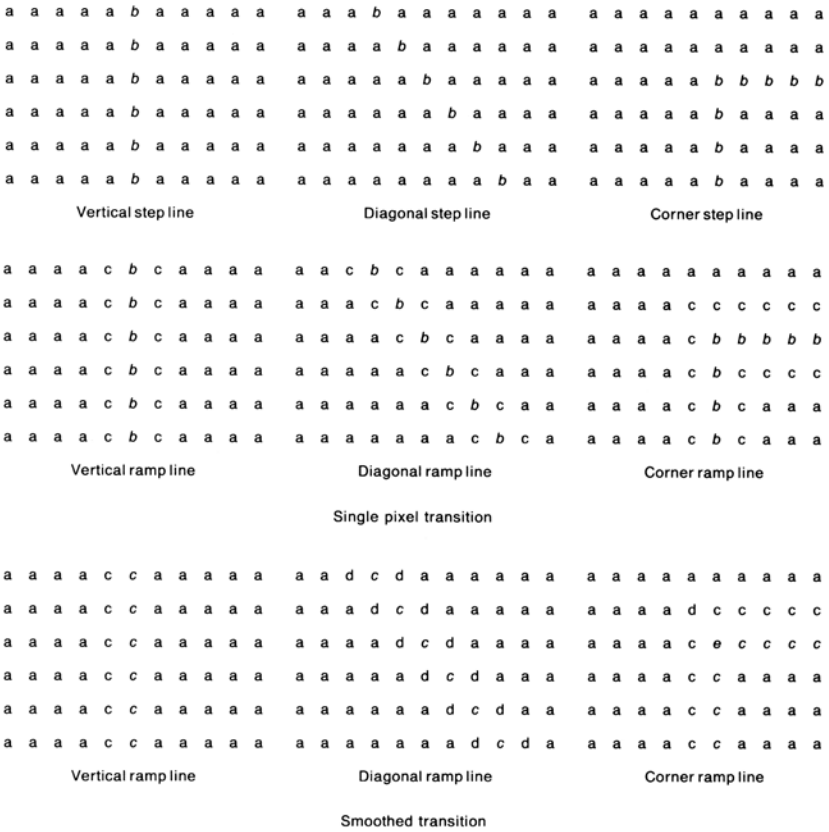 a a a a a b a a a a a a a a b a a a a a a a a a a a a a a a a a
a a a a a b a a a a a a a a a b a a a a a a a a a a a a a a a a
a a a a a b a a a a a a a a a a b a a a a a a a a a a b b b b b
a a a a a b a a a a a a a a a a a b a a a a a a a a a b a a a a
a a a a a b a a a a a a a a a a a a b a a a a a a a a b a a a a
a a a a a b a a a a a a a a a a a a a b a a a a a a a b a a a a
Vertical step line Diagonal step line Corner step line
a a a a c b c a a a a a a c b c a a a a a a a a a a a a a a a a
a a a a c b c a a a a a a a c b c a a a a a a a a a c c c c c c
a a a a c b c a a a a a a a a c b c a a a a a a a a c b b b b b
a a a a c b c a a a a a a a a a c b c a a a a a a a c b c c c c
a a a a c b c a a a a a a a a a a c b c a a a a a a c b c a a a
a a a a c b c a a a a a a a a a a a c b c a a a a a c b c a a a
Vertical ramp line Diagonal ramp line Corner ramp line
Single pixel transition
a a a a c c a a a a a a a d c d a a a a a a a a a a a a a a a a
a a a a c c a a a a a a a a d c d a a a a a a a a a d c c c c c
a a a a c c a a a a a a a a a d c d a a a a a a a a c e c c c c
a a a a c c a a a a a a a a a a d c d a a a a a a a c c a a a a
a a a a c c a a a a a a a a a a a d c d a a a a a a c c a a a a
a a a a c c a a a a a a a a a a a a d c d a a a a a c c a a a a
Vertical ramp line Diagonal ramp line Corner ramp line
Smoothed transition